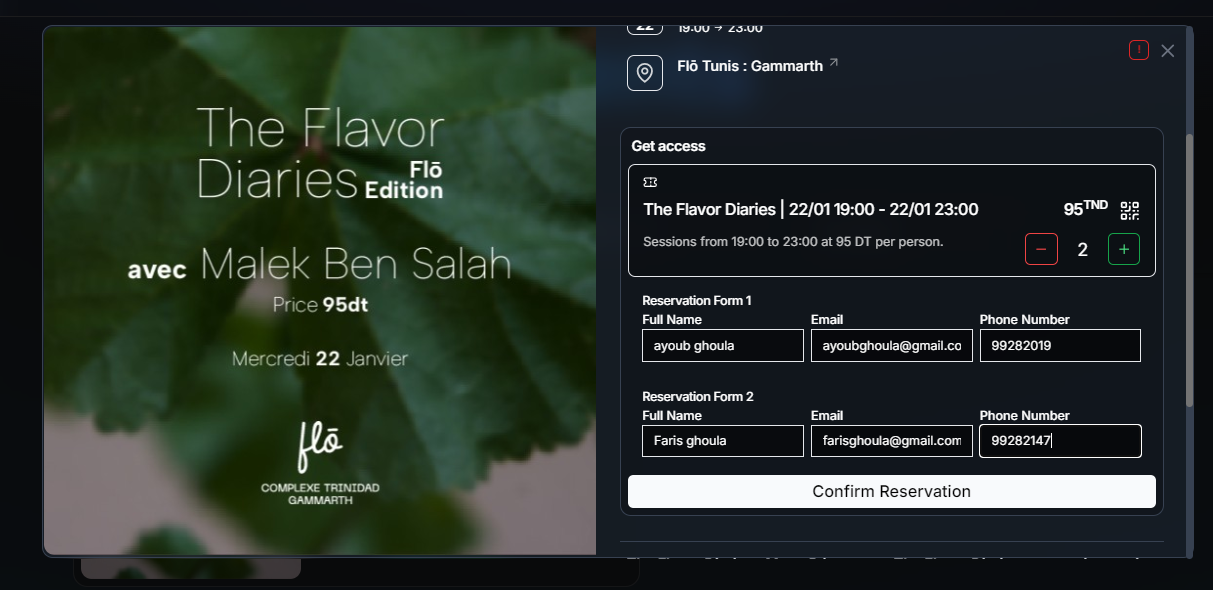 The Flavor
Diaries Flō
Edition
avec Malek Ben Salah
Price 95dt
Mercredi 22 Janvier
flō
COMPLEXE TRINIDAD
GAMMARTH
22
19:00 → 23:00
Flō Tunis : Gammarth ↗
!
Get access
The Flavor Diaries | 22/01 19:00 - 22/01 23:00
95TND
Sessions from 19:00 to 23:00 at 95 DT per person.
− 2 +
Reservation Form 1
Full Name Email Phone Number
ayoub ghoula ayoubghoula@gmail.co 99282019
Reservation Form 2
Full Name Email Phone Number
Faris ghoula farisghoula@gmail.com 99282147
Confirm Reservation